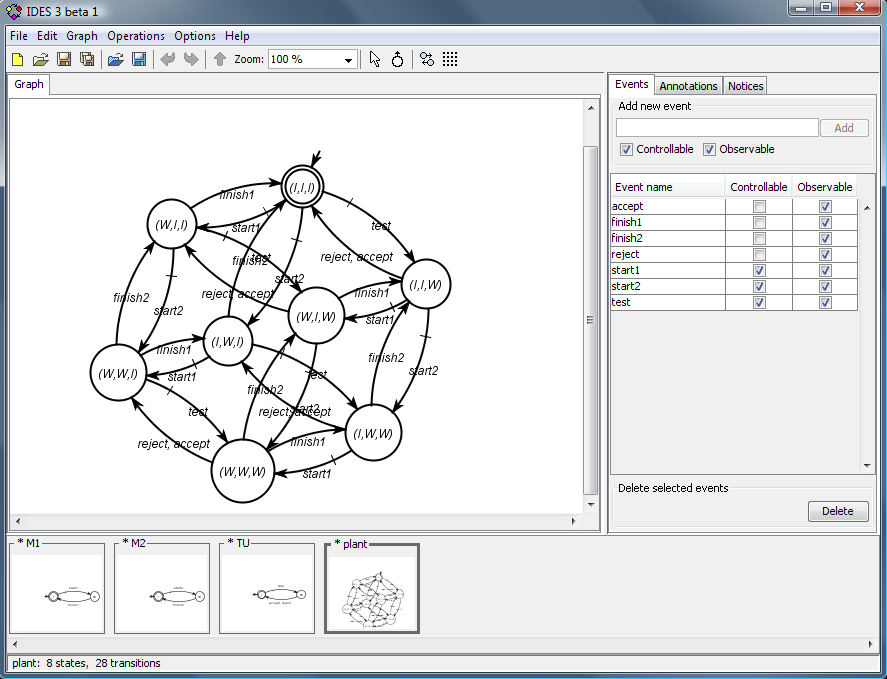 IDES 3 beta 1
File Edit Graph Operations Options Help
Zoom: 100 %
Graph
Events Annotations Notices
Add new event
Add
Controllable Observable
Event name Controllable Observable
accept
finish1
finish2
reject
start1
start2
test
Delete selected events
Delete
(I,I,I)
finish1
(W,I,I)
start1
test
test
finish2
reject, accept
(I,I,W)
start2
reject, accept
finish1
finish2
start2
(W,I,W)
start1
(I,W,I)
finish1
finish2
(W,W,I)
start1
test
start2
finish2
test
start2
reject, accept
(I,W,W)
reject, accept
finish1
(W,W,W)
start1
* M1 * M2 * TU * plant
plant: 8 states, 28 transitions